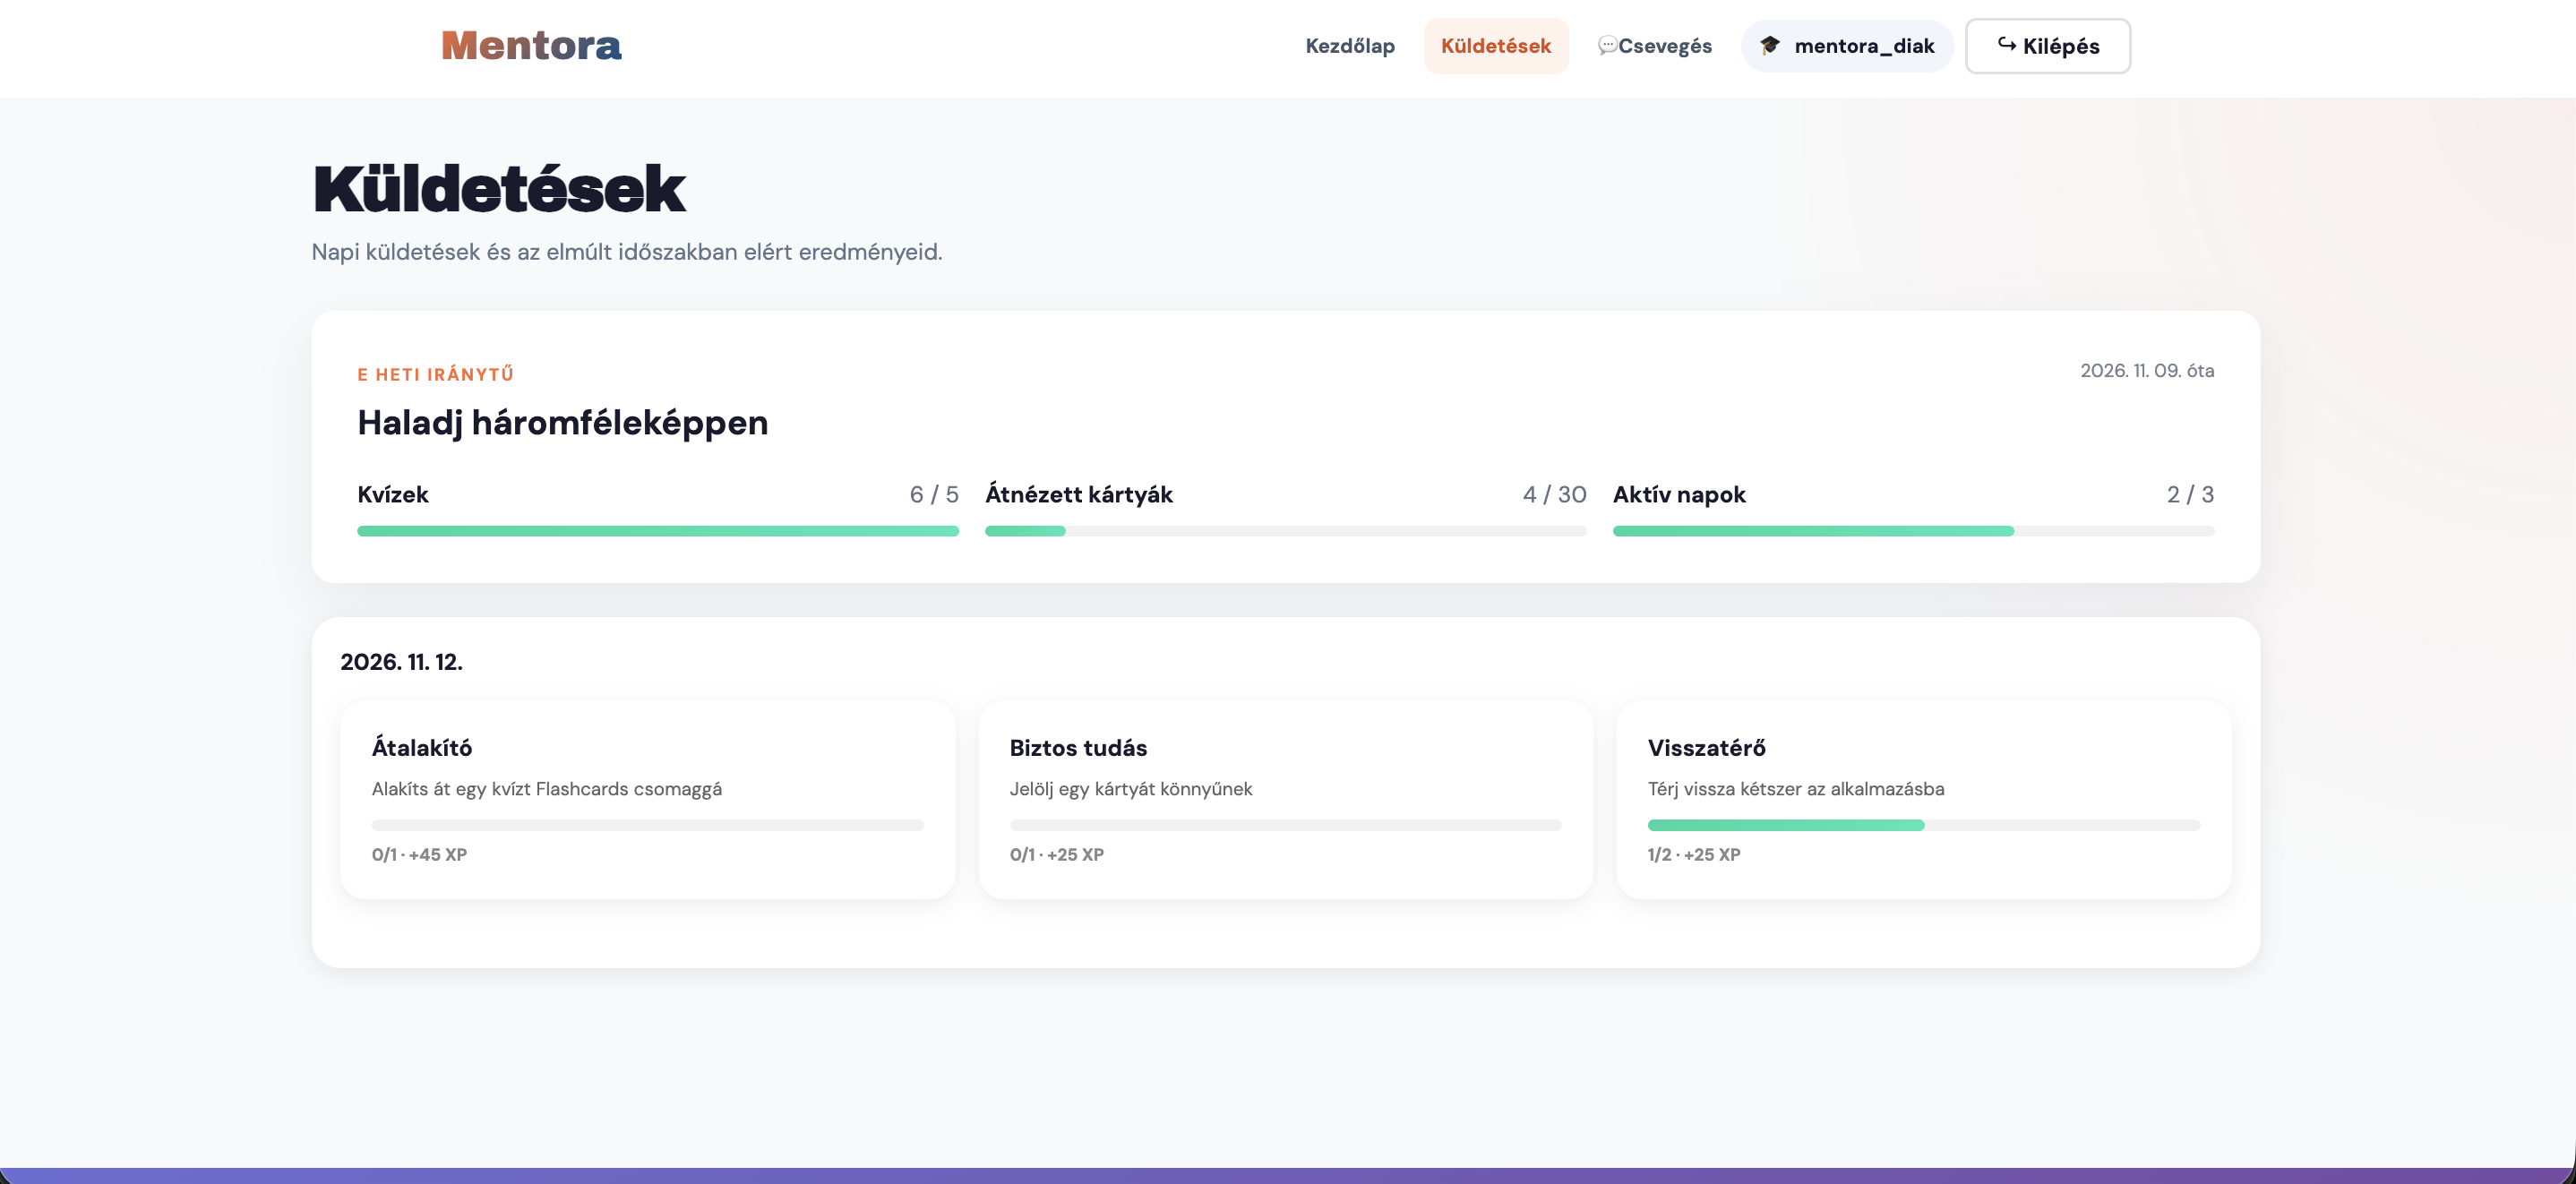 Mentora
Kezdőlap
Küldetések
Csevegés
mentora_diak
Kilépés
Küldetések
Napi küldetések és az elmúlt időszakban elért eredményeid.
E HETI IRÁNYTŰ
2026. 11. 09. óta
Haladj háromféleképpen
Kvízek 6 / 5
Átnézett kártyák 4 / 30
Aktív napok 2 / 3
2026. 11. 12.
Átalakító
Alakíts át egy kvízt Flashcards csomaggá
0/1 · +45 XP
Biztos tudás
Jelölj egy kártyát könnyűnek
0/1 · +25 XP
Visszatérő
Térj vissza kétszer az alkalmazásba
1/2 · +25 XP